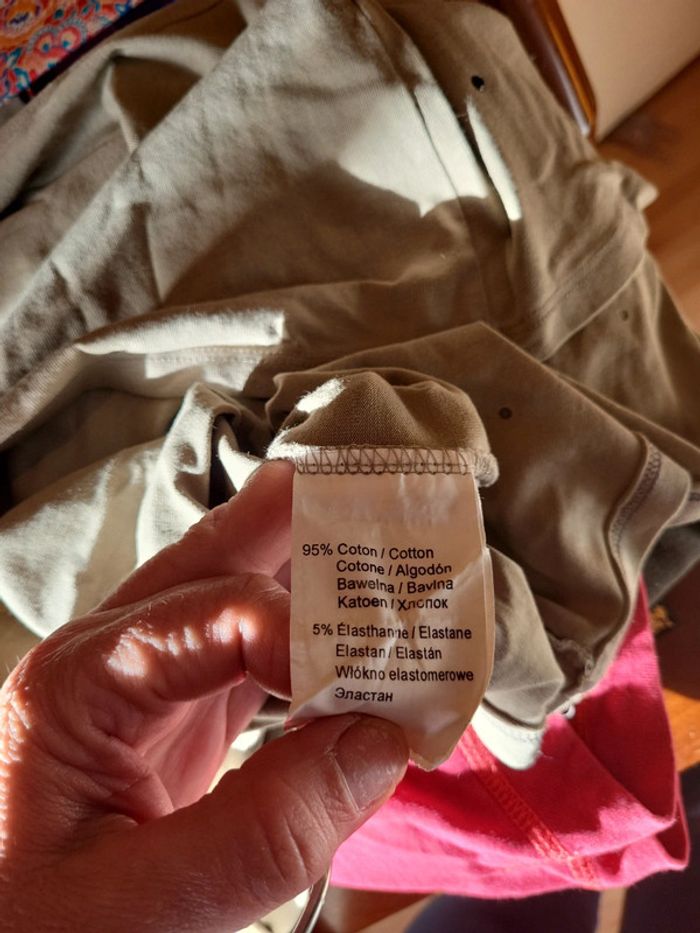 95% Coton / Cotton
Cotone / Algodón
Bawełna / Bavlna
Katoen / Хлопок
5% Élasthanne / Elastane
Elastan / Elastán
Włókno elastomerowe
Эластан